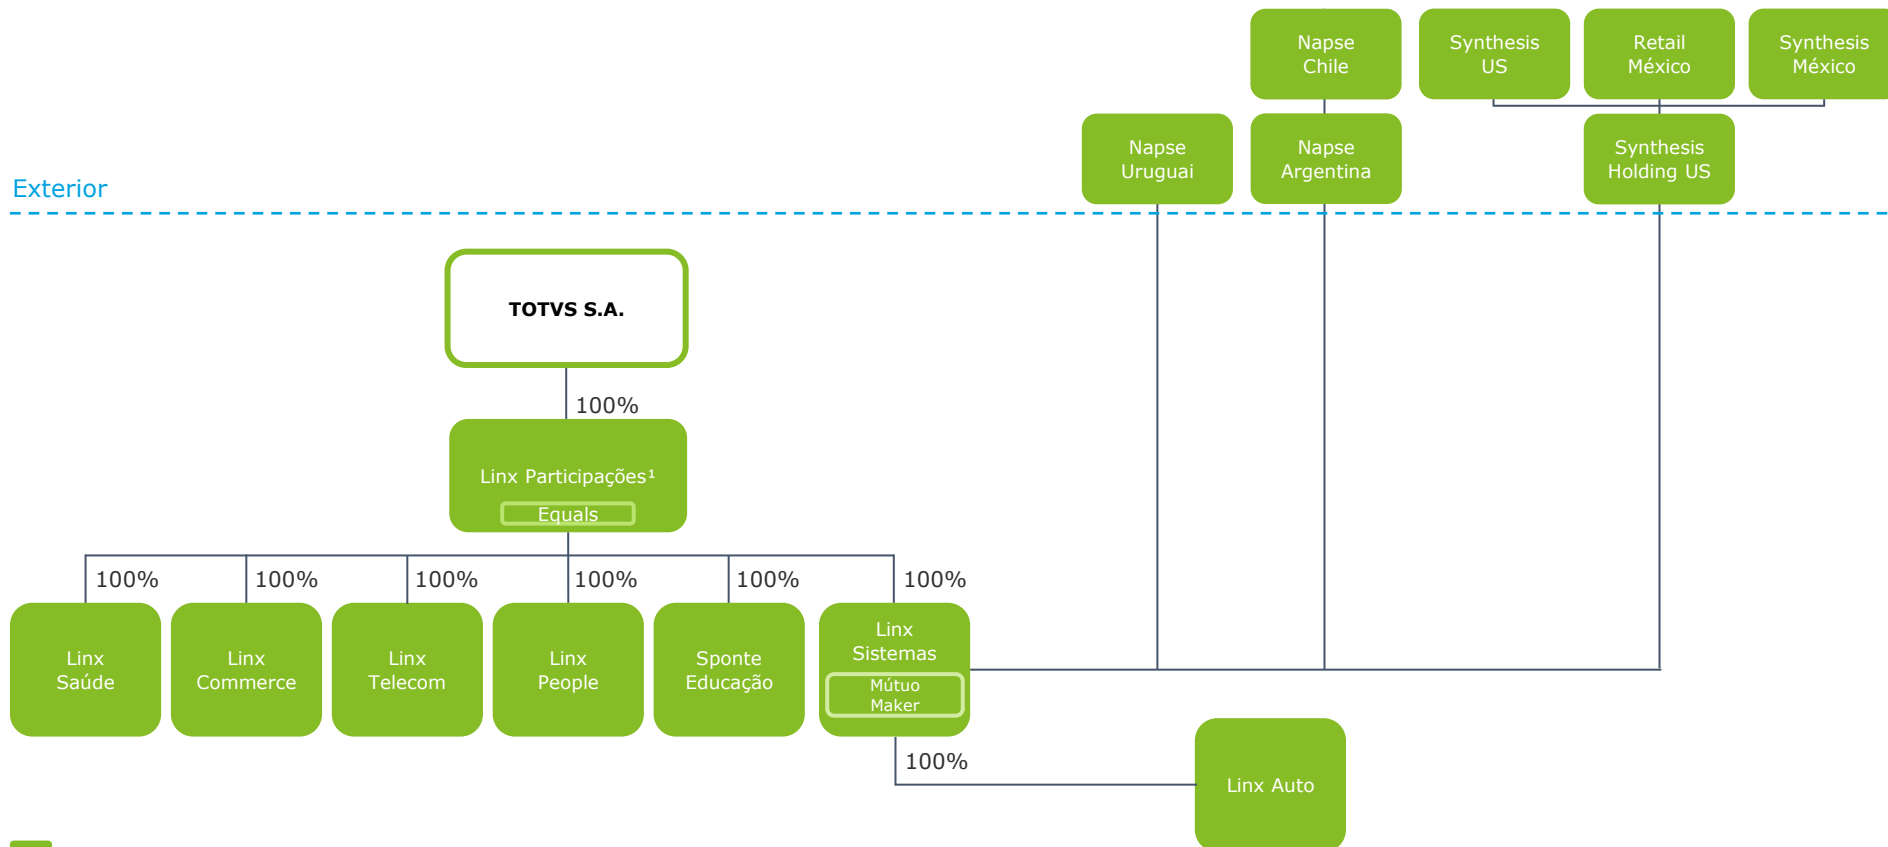 Napse
Chile
Synthesis
US
Retail
México
Synthesis
México
Napse
Uruguai
Napse
Argentina
Synthesis
Holding US
Exterior
TOTVS S.A.
100%
Linx Participações¹
Equals
100%
100%
100%
100%
100%
100%
Linx
Saúde
Linx
Commerce
Linx
Telecom
Linx
People
Sponte
Educação
Linx
Sistemas
Mútuo
Maker
100%
Linx Auto